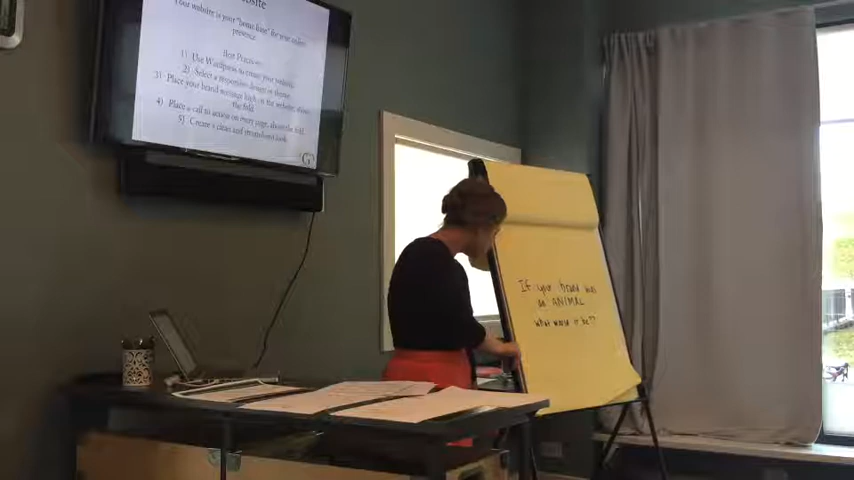 Website
Your website is your "home base" for your online
presence.
Best Practices:
1) Use Wordpress to create your website.
2) Select a responsive design or theme.
3) Place your brand message high on the website, above
the fold.
4) Place a call to action on every page, above the fold.
5) Create a clean and streamlined look.
G
If your brand was
an ANIMAL
what would it be??